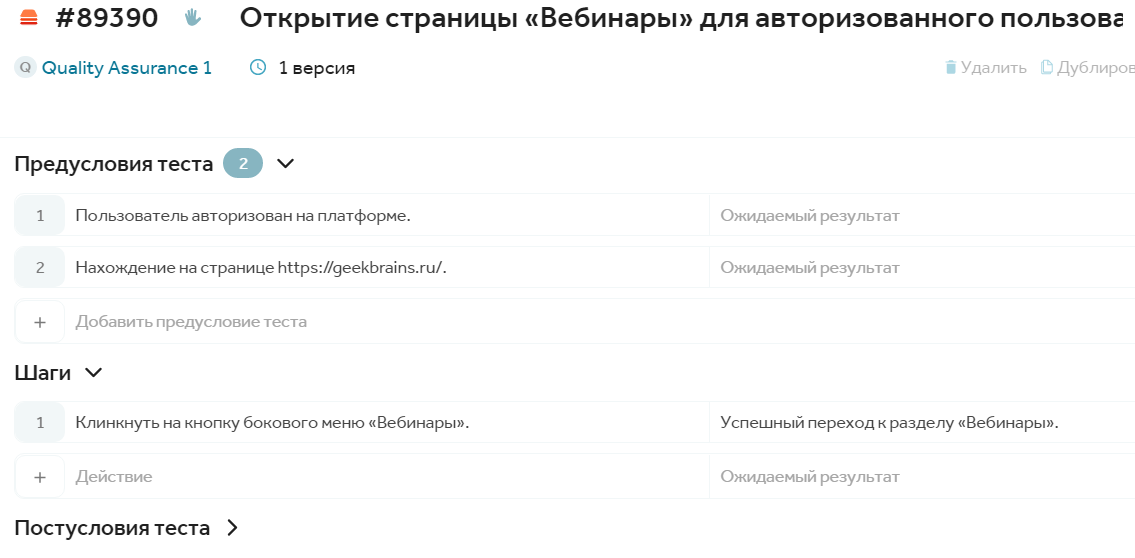 #89390 Открытие страницы «Вебинары» для авторизованного пользова
Q Quality Assurance 1 1 версия Удалить Дублиров
Предусловия теста 2
1 Пользователь авторизован на платформе. Ожидаемый результат
2 Нахождение на странице https://geekbrains.ru/. Ожидаемый результат
+ Добавить предусловие теста
Шаги
1 Клинкнуть на кнопку бокового меню «Вебинары». Успешный переход к разделу «Вебинары».
+ Действие Ожидаемый результат
Постусловия теста